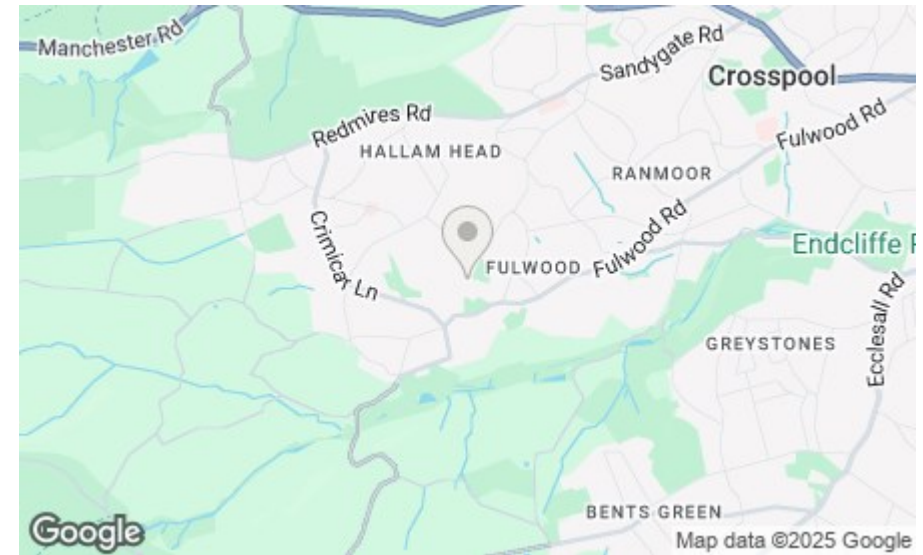 Manchester Rd
Sandygate Rd
Crosspool
Redmires Rd
Fulwood Rd
HALLAM HEAD
RANMOOR
Crimicar Ln
FULWOOD
Fulwood Rd
Endcliffe P
Ecclesall Rd
GREYSTONES
BENTS GREEN
Google
Map data ©2025 Google